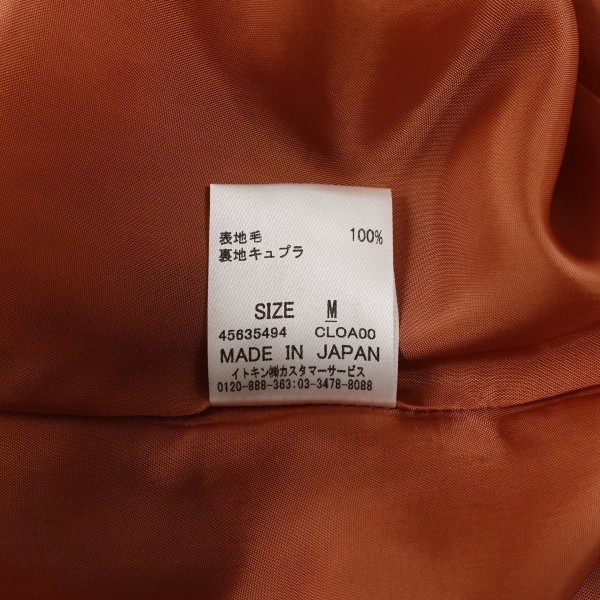 表地毛 100%
裏地キュプラ
SIZE M
45635494 CLOA00
MADE IN JAPAN
イトキン㈱カスタマーサービス
0120-888-363:03-3478-8088